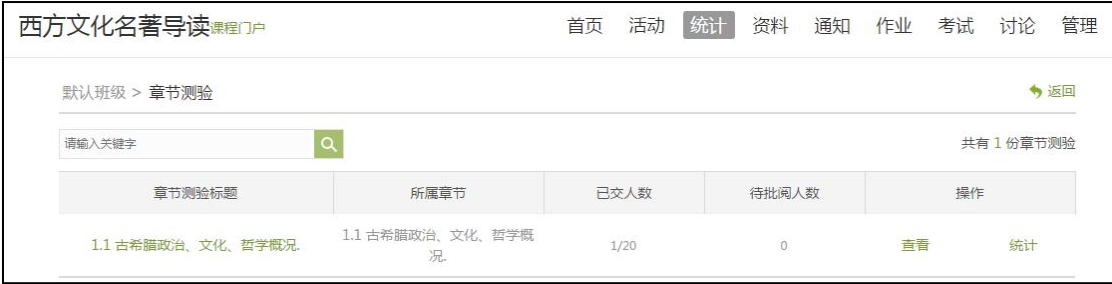 西方文化名著导读课程门户 首页 活动 统计 资料 通知 作业 考试 讨论 管理
默认班级 > 章节测验 返回
请输入关键字 共有 1 份章节测验
章节测验标题 所属章节 已交人数 待批阅人数 操作
1.1 古希腊政治、文化、哲学概况. 1.1 古希腊政治、文化、哲学概 1/20 0 查看 统计
况.